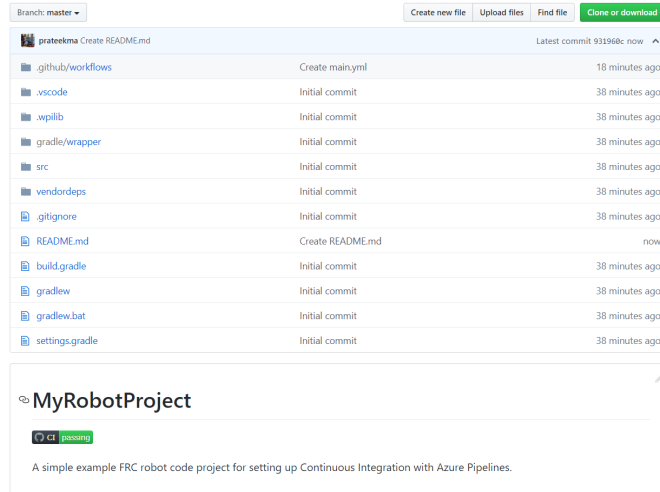 Branch: master
Create new file Upload files Find file Clone or download
prateekma Create README.md Latest commit 931960c now
.github/workflows Create main.yml 18 minutes ago
.vscode Initial commit 38 minutes ago
.wpilib Initial commit 38 minutes ago
gradle/wrapper Initial commit 38 minutes ago
src Initial commit 38 minutes ago
vendordeps Initial commit 38 minutes ago
.gitignore Initial commit 38 minutes ago
README.md Create README.md now
build.gradle Initial commit 38 minutes ago
gradlew Initial commit 38 minutes ago
gradlew.bat Initial commit 38 minutes ago
settings.gradle Initial commit 38 minutes ago
MyRobotProject
CI passing
A simple example FRC robot code project for setting up Continuous Integration with Azure Pipelines.